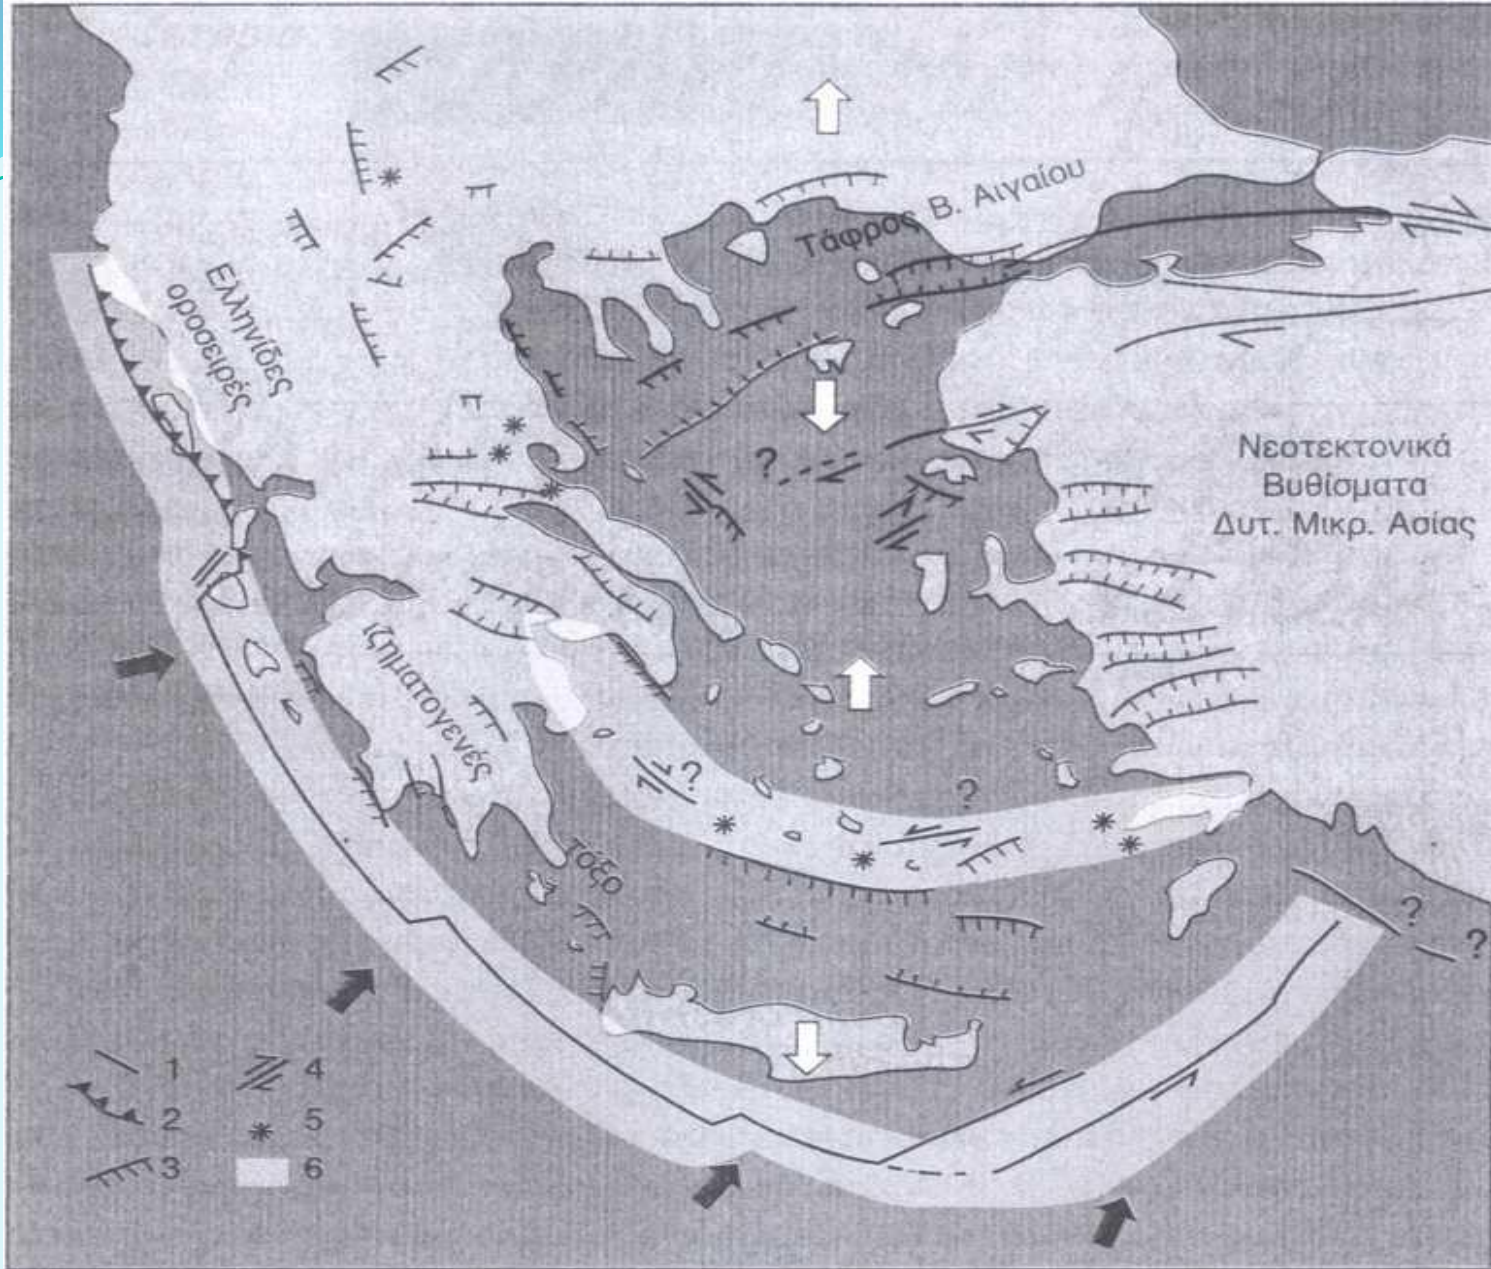 Τάφρος Β. Αιγαίου
Ελληνίδες
οροσειρές
Νεοτεκτονικά
Βυθίσματα
Δυτ. Μικρ. Ασίας
?
ιζηματογενές
?
?
τόξο
?
?
1
2
3
4
5
6